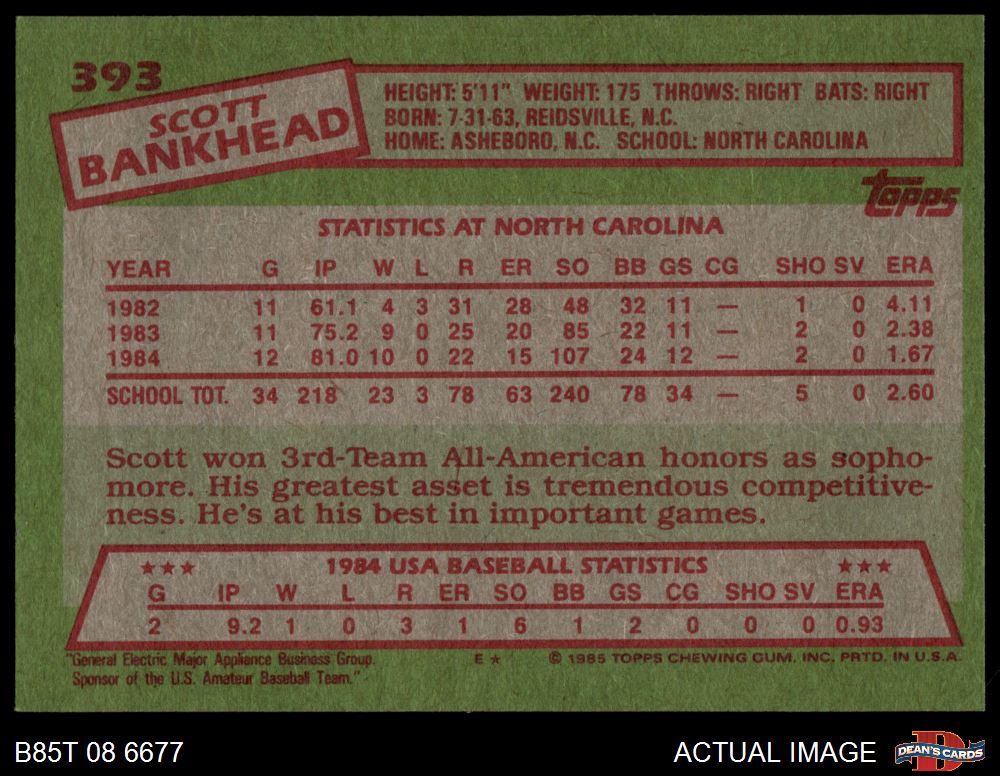 393
SCOTT
BANKHEAD
HEIGHT: 5'11" WEIGHT: 175 THROWS: RIGHT BATS: RIGHT
BORN: 7-31-63, REIDSVILLE, N.C.
HOME: ASHEBORO, N.C. SCHOOL: NORTH CAROLINA
topps
STATISTICS AT NORTH CAROLINA
YEAR G IP W L R ER SO BB GS CG SHO SV ERA
1982 11 61.1 4 3 31 28 48 32 11 — 1 0 4.11
1983 11 75.2 9 0 25 20 85 22 11 — 2 0 2.38
1984 12 81.0 10 0 22 15 107 24 12 — 2 0 1.67
SCHOOL TOT. 34 218 23 3 78 63 240 78 34 — 5 0 2.60
Scott won 3rd-Team All-American honors as sopho-
more. His greatest asset is tremendous competitive-
ness. He's at his best in important games.
★★★ 1984 USA BASEBALL STATISTICS ★★★
G IP W L R ER SO BB GS CG SHO SV ERA
2 9.2 1 0 3 1 6 1 2 0 0 0 0.93
"General Electric Major Appliance Business Group.
Sponsor of the U.S. Amateur Baseball Team."
E ★ © 1985 TOPPS CHEWING GUM, INC. PRTD. IN U.S.A.
B85T 08 6677
ACTUAL IMAGE
DEAN'S CARDS